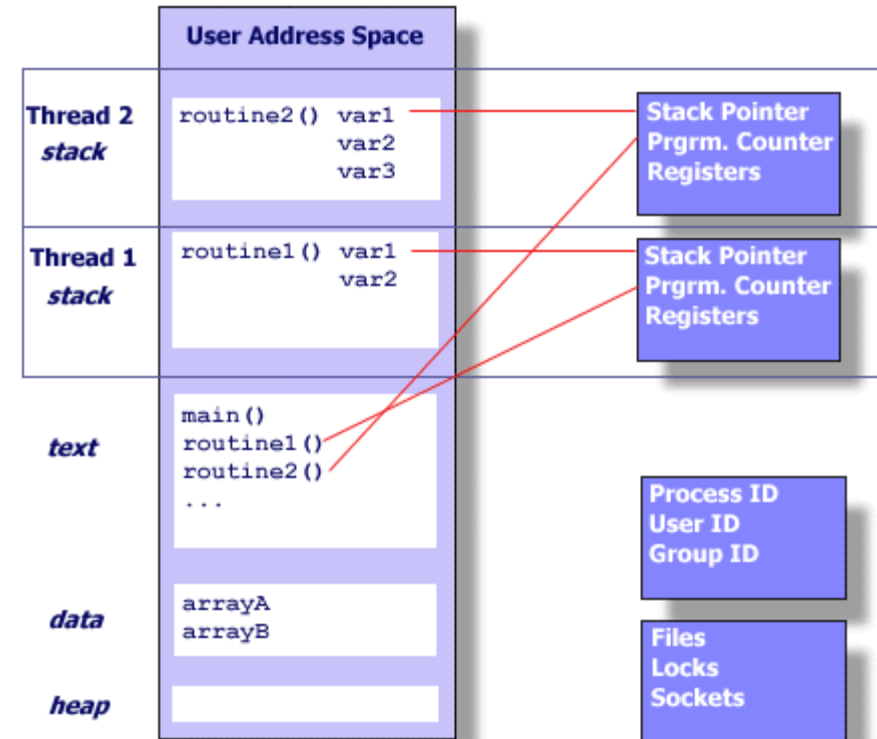 User Address Space
Thread 2
stack
routine2() var1
var2
var3
Stack Pointer
Prgrm. Counter
Registers
Thread 1
stack
routine1() var1
var2
Stack Pointer
Prgrm. Counter
Registers
text
main()
routine1()
routine2()
...
Process ID
User ID
Group ID
data
arrayA
arrayB
Files
Locks
Sockets
heap